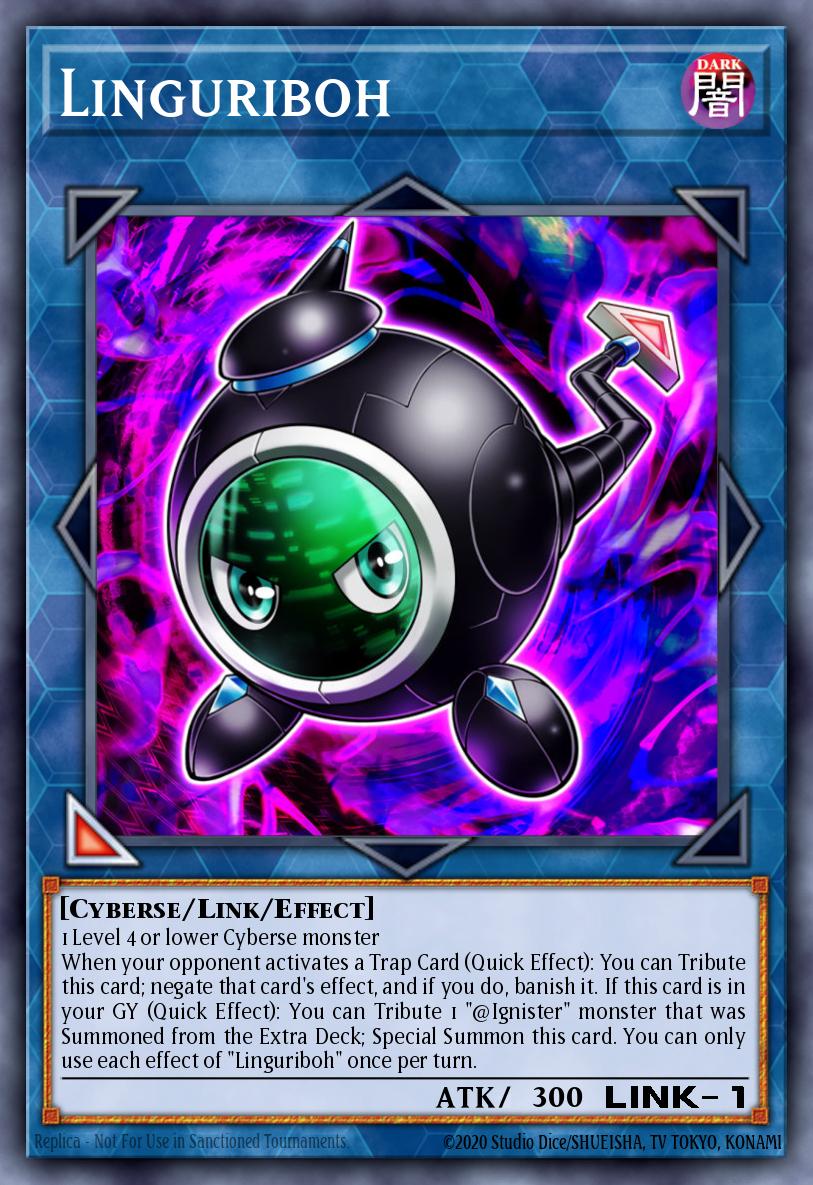 Linguriboh
DARK
闇
[Cyberse/Link/Effect]
1 Level 4 or lower Cyberse monster
When your opponent activates a Trap Card (Quick Effect): You can Tribute
this card; negate that card's effect, and if you do, banish it. If this card is in
your GY (Quick Effect): You can Tribute 1 "@Ignister" monster that was
Summoned from the Extra Deck; Special Summon this card. You can only
use each effect of "Linguriboh" once per turn.
ATK/ 300 LINK-1
Replica - Not For Use in Sanctioned Tournaments.
©2020 Studio Dice/SHUEISHA, TV TOKYO, KONAMI